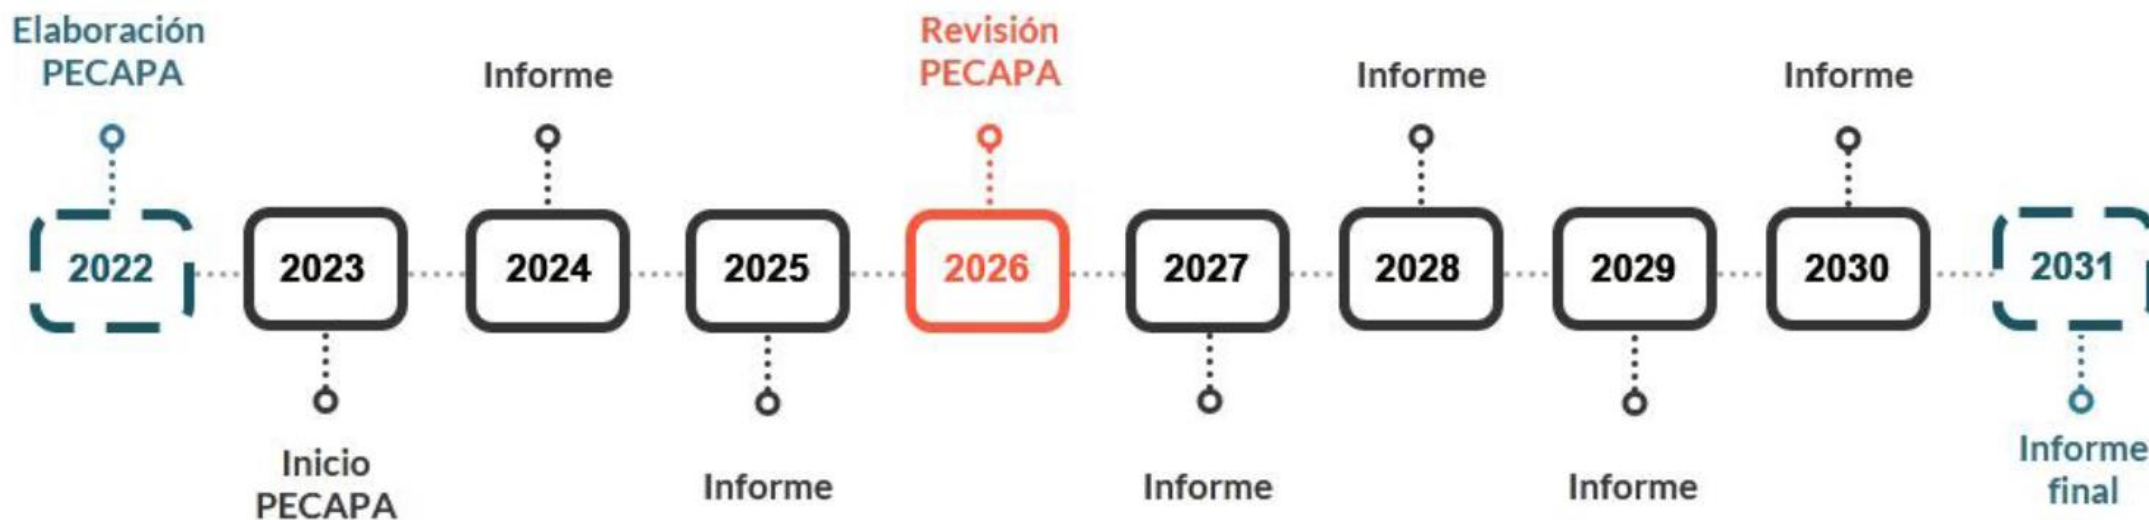 Elaboración
PECAPA
Informe
Revisión
PECAPA
Informe
Informe
2022
2023
2024
2025
2026
2027
2028
2029
2030
2031
Inicio
PECAPA
Informe
Informe
Informe
Informe
final